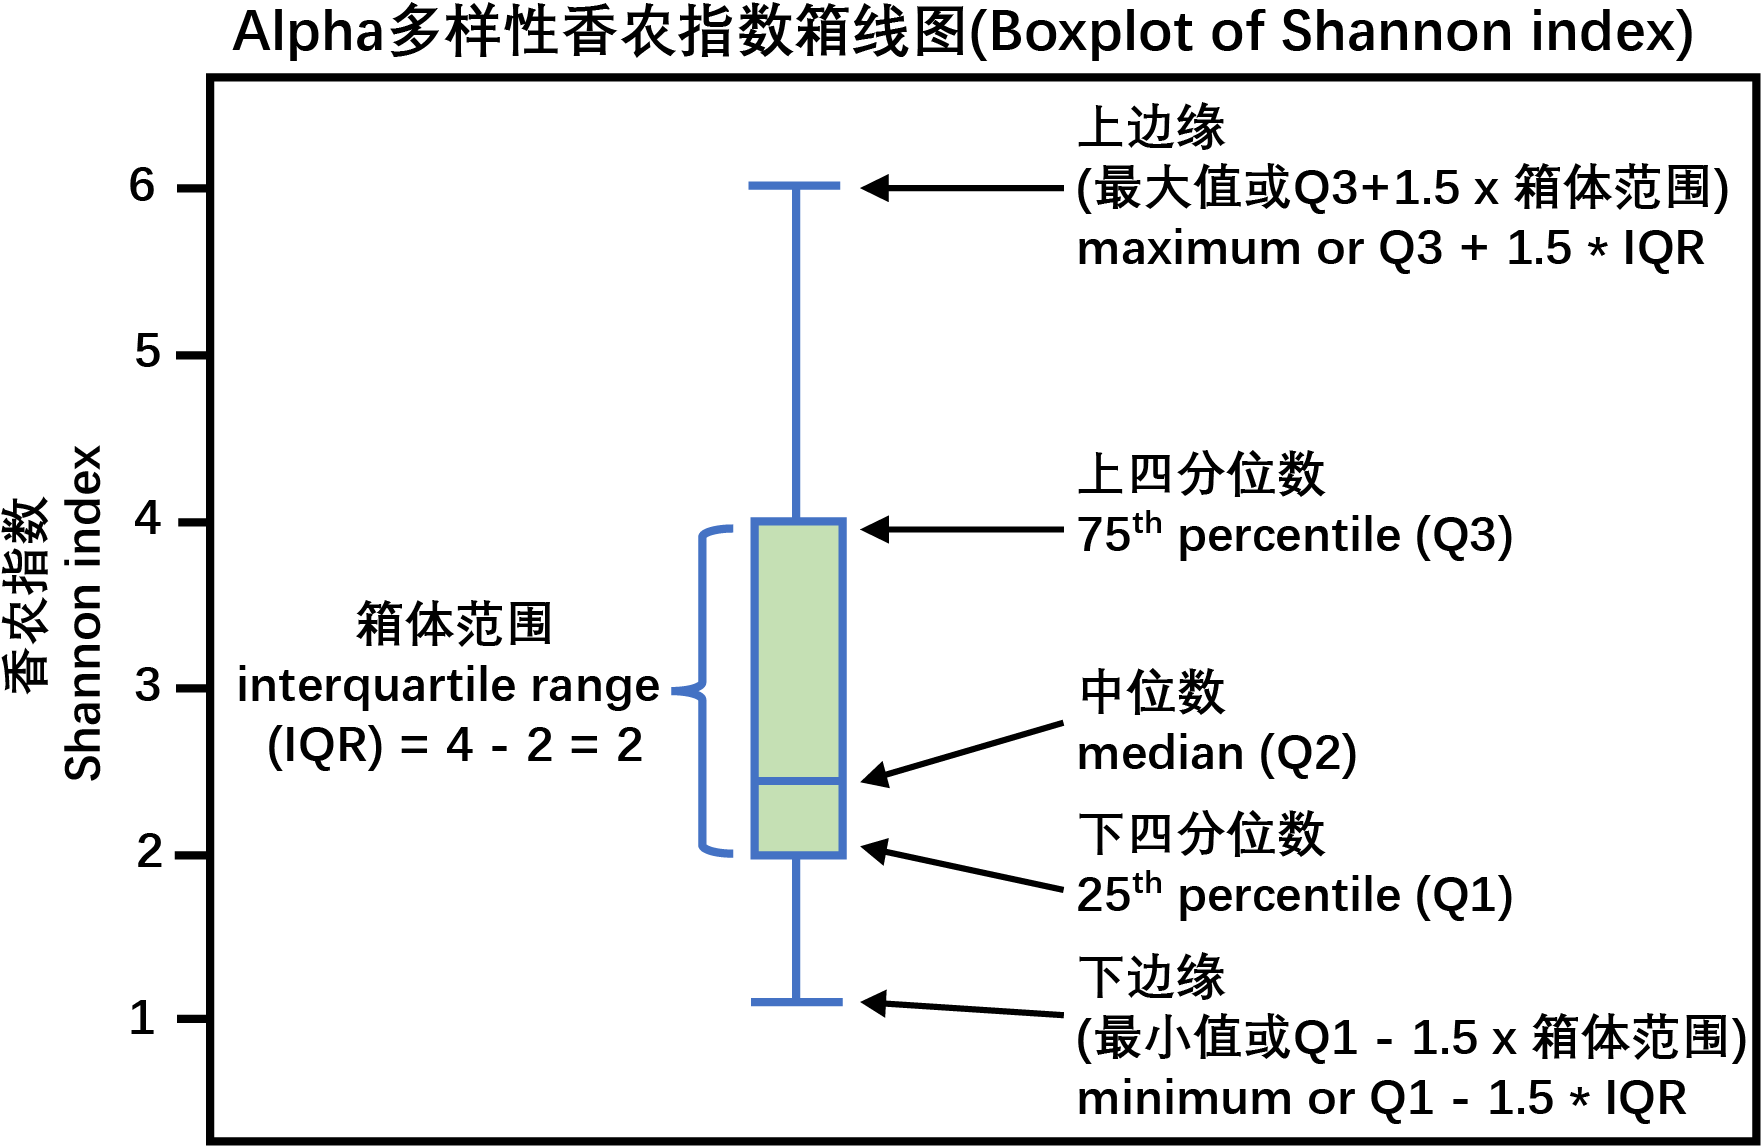 Alpha多样性香农指数箱线图(Boxplot of Shannon index)
上边缘
(最大值或Q3+1.5 x 箱体范围)
maximum or Q3 + 1.5 * IQR
6
5
上四分位数
75th percentile (Q3)
4
箱体范围
interquartile range
(IQR) = 4 - 2 = 2
3
香农指数
Shannon index
中位数
median (Q2)
下四分位数
25th percentile (Q1)
2
下边缘
(最小值或Q1 - 1.5 x 箱体范围)
minimum or Q1 - 1.5 * IQR
1